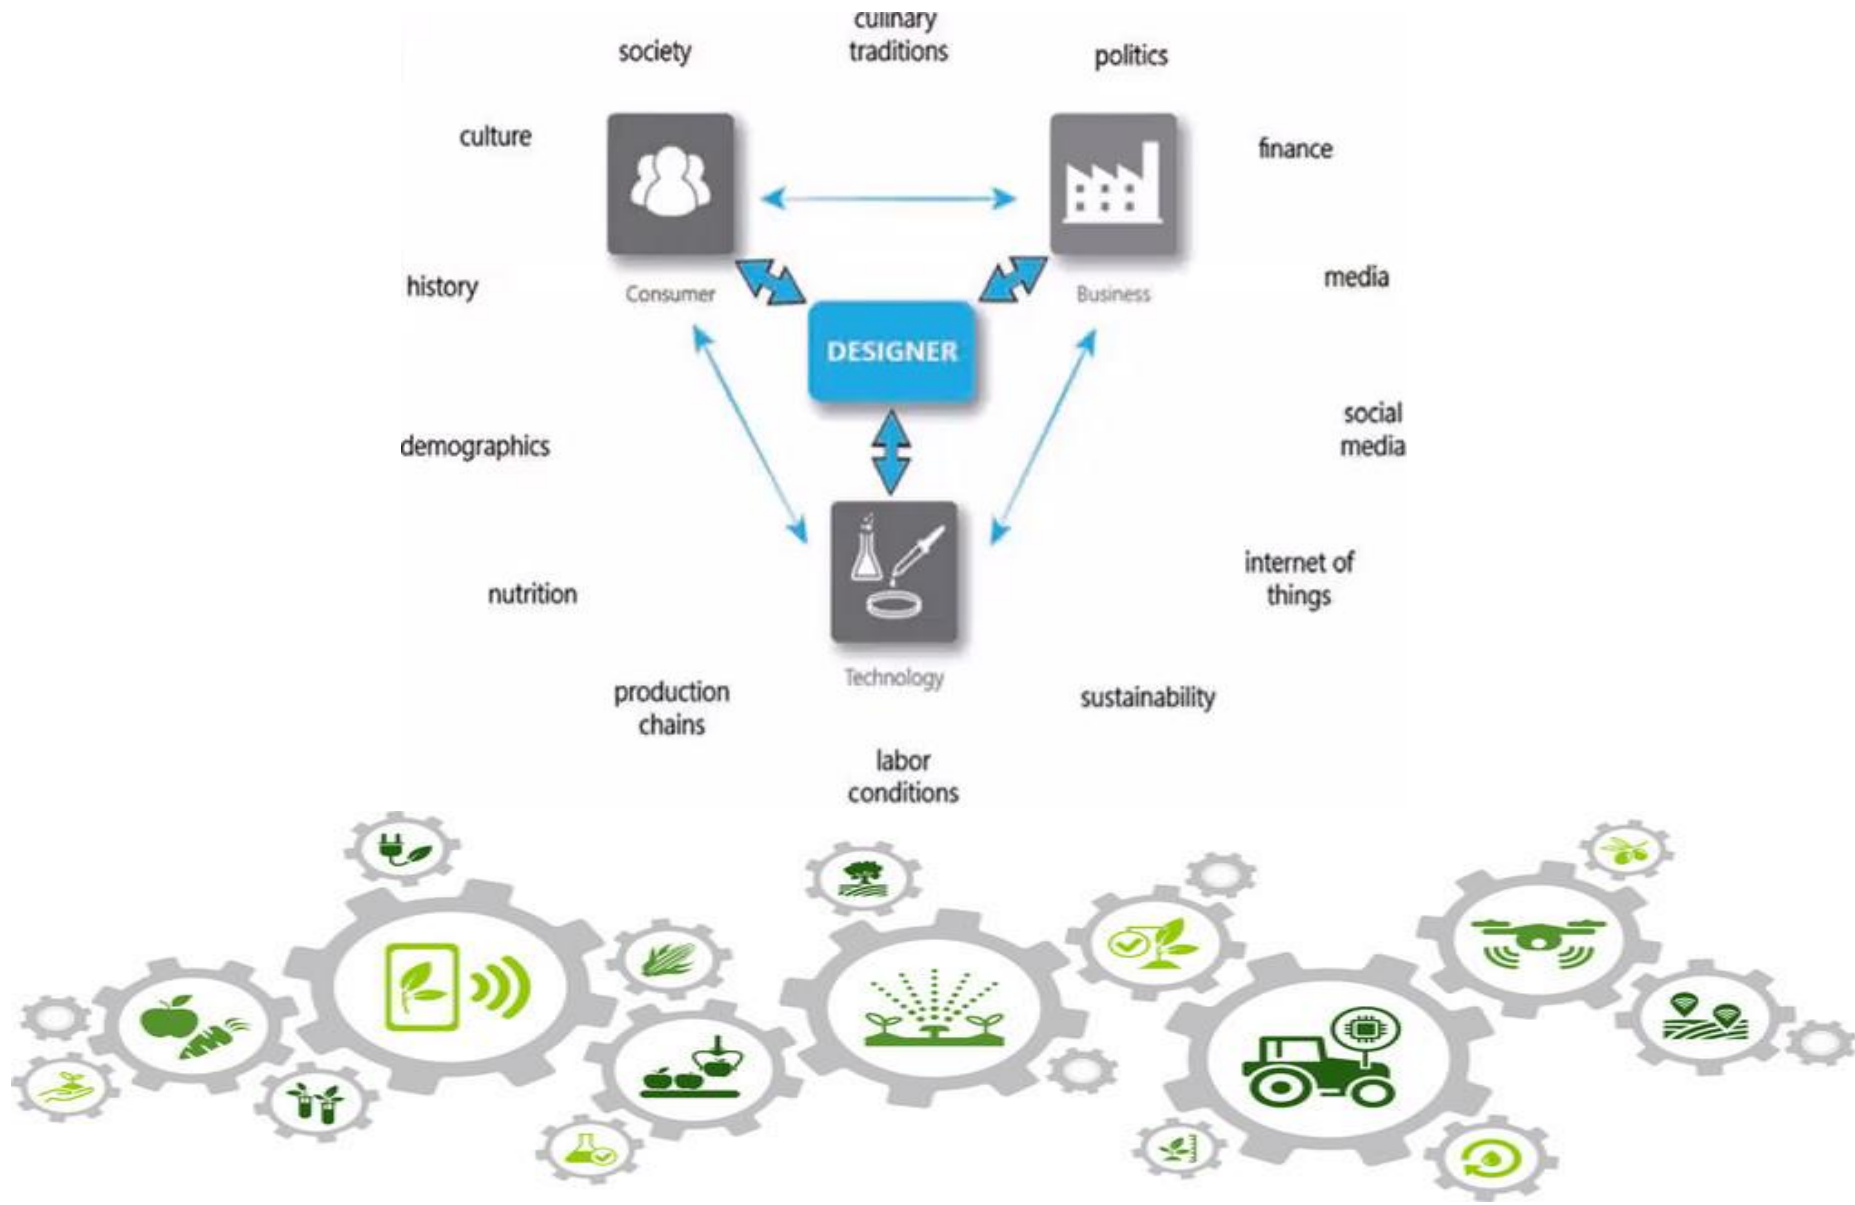 culinary
traditions
society
politics
culture
finance
history
Consumer
Business
media
DESIGNER
social
media
demographics
internet of
things
nutrition
Technology
production
chains
sustainability
labor
conditions